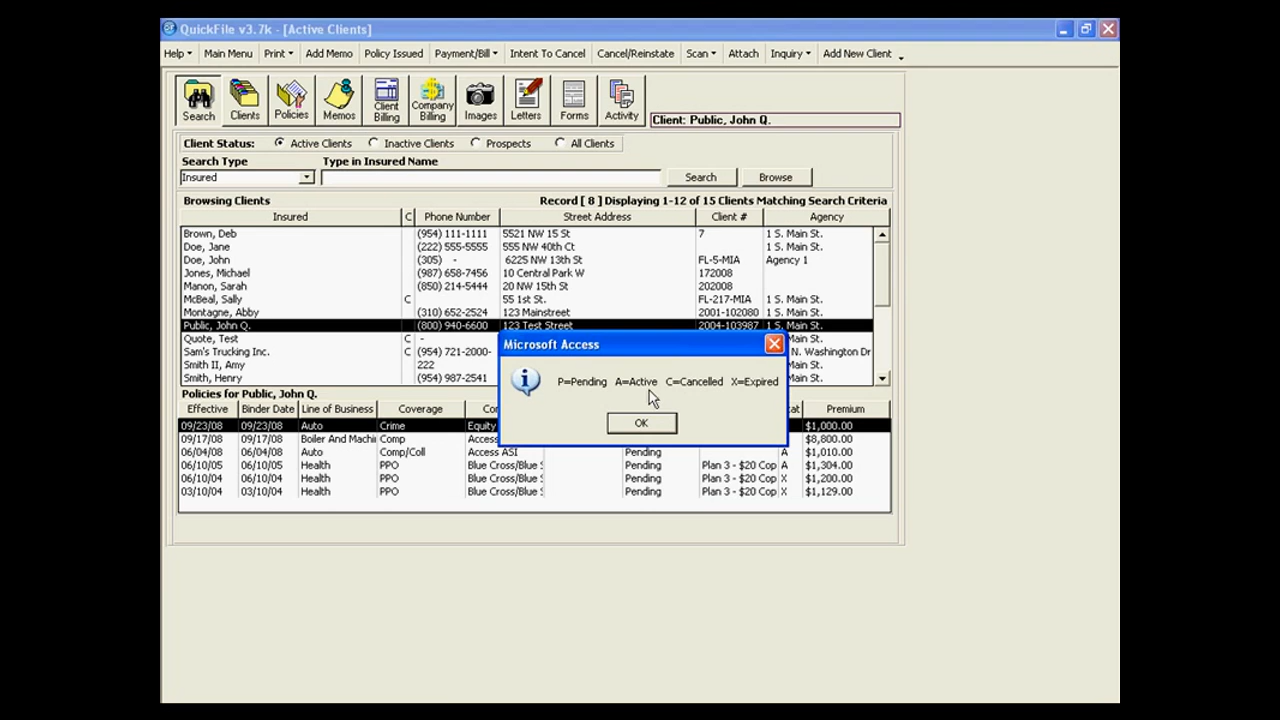 QuickFile v3.7k - [Active Clients]
Help Main Menu Print Add Memo Policy Issued Payment/Bill Intent To Cancel Cancel/Reinstate Scan Attach Inquiry Add New Client
Search Clients Policies Memos Client Billing Company Billing Images Letters Forms Activity
Client: Public, John Q.
Client Status: Active Clients Inactive Clients Prospects All Clients
Search Type Type in Insured Name
Insured Search Browse
Browsing Clients Record [ 8 ] Displaying 1-12 of 15 Clients Matching Search Criteria
Insured C Phone Number Street Address Client # Agency
Brown, Deb (954) 111-1111 5521 NW 15 St 7 1 S. Main St.
Doe, Jane (222) 555-5555 555 NW 40th Ct 1 S. Main St.
Doe, John (305) - 6225 NW 13th St FL-5-MIA Agency 1
Jones, Michael (987) 658-7456 10 Central Park W 172008
Manon, Sarah (850) 214-5444 20 NW 15th St 202008
McBeal, Sally C 55 1st St. FL-217-MIA 1 S. Main St.
Montagne, Abby (310) 652-2524 123 Mainstreet 2001-102080 1 S. Main St.
Public, John Q. (800) 940-6600 123 Test Street 2004-103987 1 S. Main St.
Quote, Test C - Main St.
Sam's Trucking Inc. C (954) 721-2000- N. Washington Dr
Smith II, Amy 222 Main St.
Smith, Henry (954) 987-2541 Main St.
Microsoft Access
P=Pending A=Active C=Cancelled X=Expired
OK
Policies for Public, John Q.
Effective Binder Date Line of Business Coverage Premium
09/23/08 09/23/08 Auto Crime Equity $1,000.00
09/17/08 09/17/08 Boiler And Machi Comp Access $8,800.00
06/04/08 06/04/08 Auto Comp/Coll Access ASI Pending A $1,010.00
06/10/05 06/10/05 Health PPO Blue Cross/Blue Pending Plan 3 - $20 Cop A $1,304.00
06/10/04 06/10/04 Health PPO Blue Cross/Blue Pending Plan 3 - $20 Cop X $1,200.00
03/10/04 03/10/04 Health PPO Blue Cross/Blue Pending Plan 3 - $20 Cop X $1,129.00